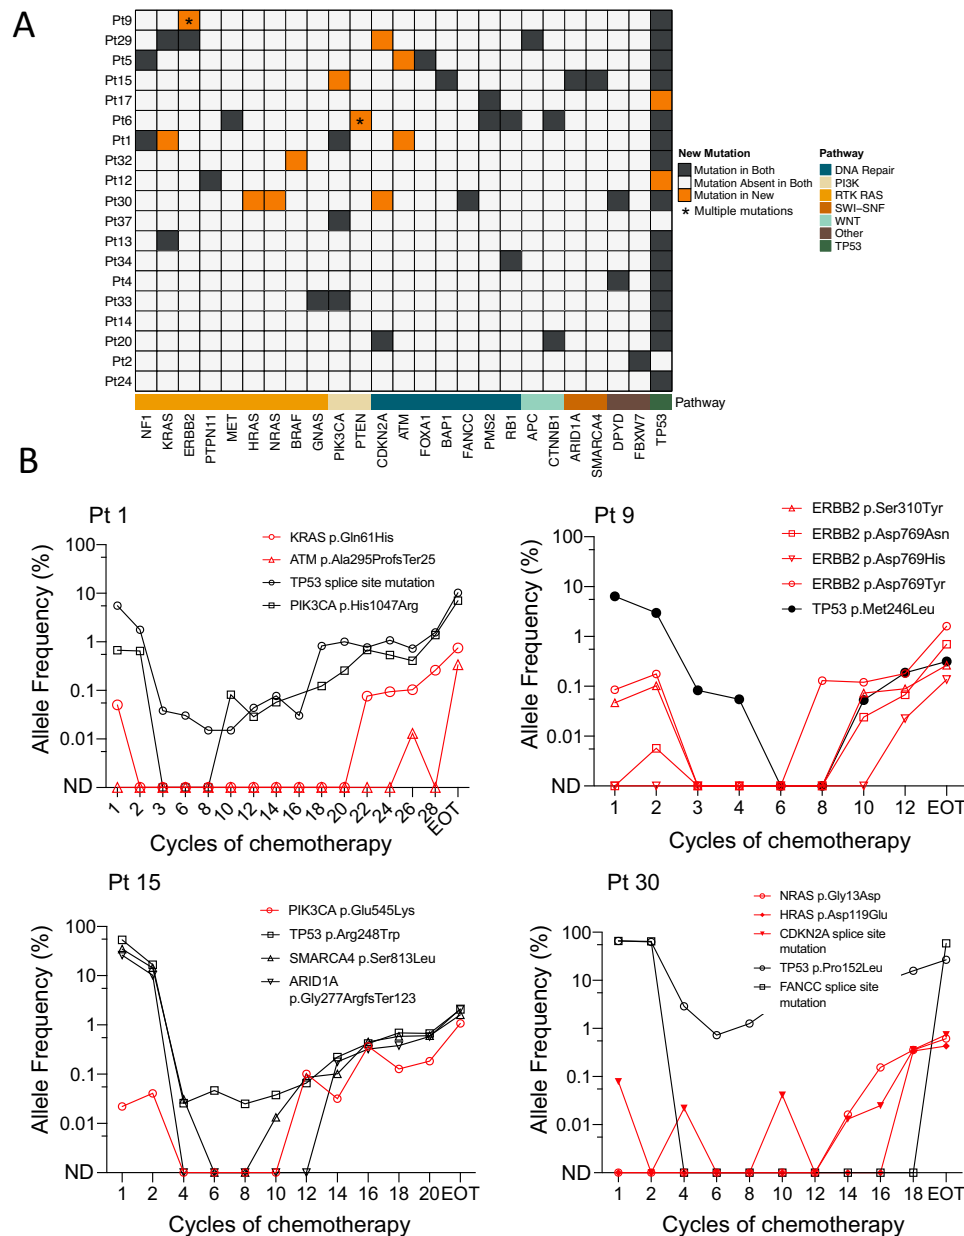 A
Pt9
Pt29
Pt5
Pt15
Pt17
Pt6
Pt1
Pt32
Pt12
Pt30
Pt37
Pt13
Pt34
Pt4
Pt33
Pt14
Pt20
Pt2
Pt24
*
*
New Mutation
Mutation in Both
Mutation Absent in Both
Mutation in New
* Multiple mutations
Pathway
DNA Repair
PI3K
RTK RAS
SWI–SNF
WNT
Other
TP53
Pathway
NF1
KRAS
ERBB2
PTPN11
MET
HRAS
NRAS
BRAF
GNAS
PIK3CA
PTEN
CDKN2A
ATM
FOXA1
BAP1
FANCC
PMS2
RB1
APC
CTNNB1
ARID1A
SMARCA4
DPYD
FBXW7
TP53
B
Pt 1
KRAS p.Gln61His
ATM p.Ala295ProfsTer25
TP53 splice site mutation
PIK3CA p.His1047Arg
Allele Frequency (%)
100
10
1
0.1
0.01
ND
1 2 3 6 8 10 12 14 16 18 20 22 24 26 28 EOT
Cycles of chemotherapy
Pt 9
ERBB2 p.Ser310Tyr
ERBB2 p.Asp769Asn
ERBB2 p.Asp769His
ERBB2 p.Asp769Tyr
TP53 p.Met246Leu
Allele Frequency (%)
100
10
1
0.1
0.01
ND
1 2 3 4 6 8 10 12 EOT
Cycles of chemotherapy
Pt 15
PIK3CA p.Glu545Lys
TP53 p.Arg248Trp
SMARCA4 p.Ser813Leu
ARID1A
p.Gly277ArgfsTer123
Allele Frequency (%)
100
10
1
0.1
0.01
ND
1 2 4 6 8 10 12 14 16 18 20 EOT
Cycles of chemotherapy
Pt 30
NRAS p.Gly13Asp
HRAS p.Asp119Glu
CDKN2A splice site
mutation
TP53 p.Pro152Leu
FANCC splice site
mutation
Allele Frequency (%)
100
10
1
0.1
0.01
ND
1 2 4 6 8 10 12 14 16 18 EOT
Cycles of chemotherapy